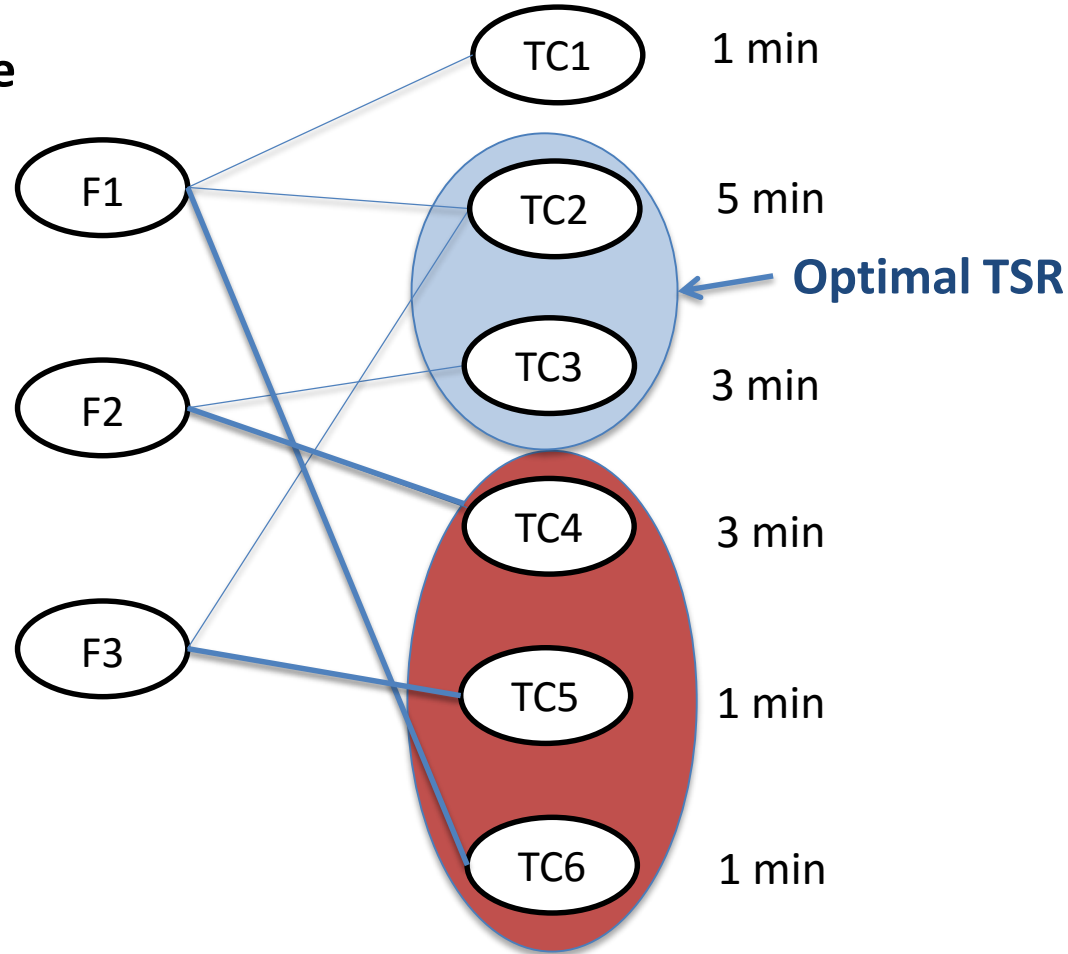 e
TC1 1 min
F1
TC2 5 min
Optimal TSR
TC3 3 min
F2
TC4 3 min
F3
TC5 1 min
TC6 1 min